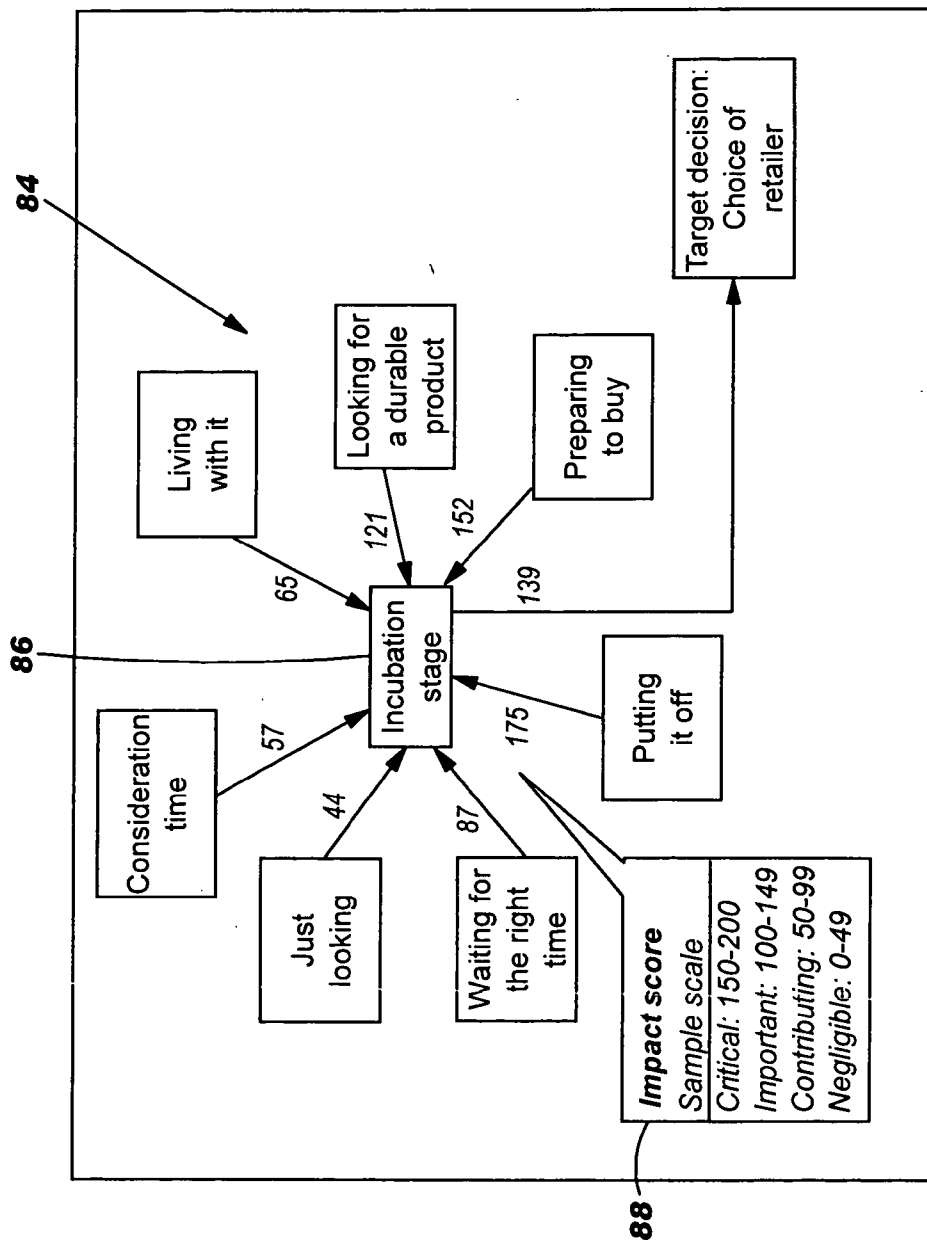 84
86
Consideration
time
57
Living
with it
65
Just
looking
44
Incubation
stage
121
Looking for
a durable
product
Waiting for
the right
time
87
152
Preparing
to buy
175
139
Putting
it off
Target decision:
Choice of
retailer
Impact score
Sample scale
Critical: 150-200
Important: 100-149
Contributing: 50-99
Negligible: 0-49
88